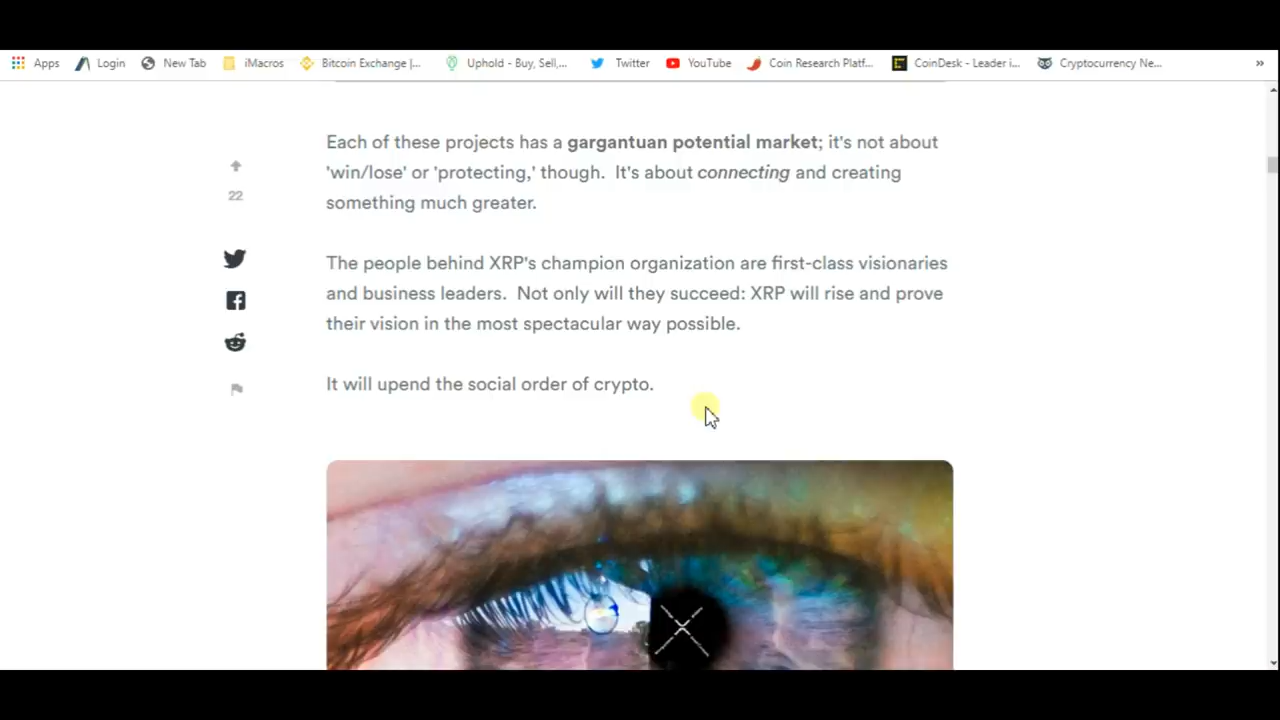 Apps Login New Tab iMacros Bitcoin Exchange |... Uphold - Buy, Sell,... Twitter YouTube Coin Research Platf... CoinDesk - Leader i... Cryptocurrency Ne... »
Each of these projects has a gargantuan potential market; it's not about
'win/lose' or 'protecting,' though. It's about connecting and creating
something much greater.
22
The people behind XRP's champion organization are first-class visionaries
and business leaders. Not only will they succeed: XRP will rise and prove
their vision in the most spectacular way possible.
It will upend the social order of crypto.